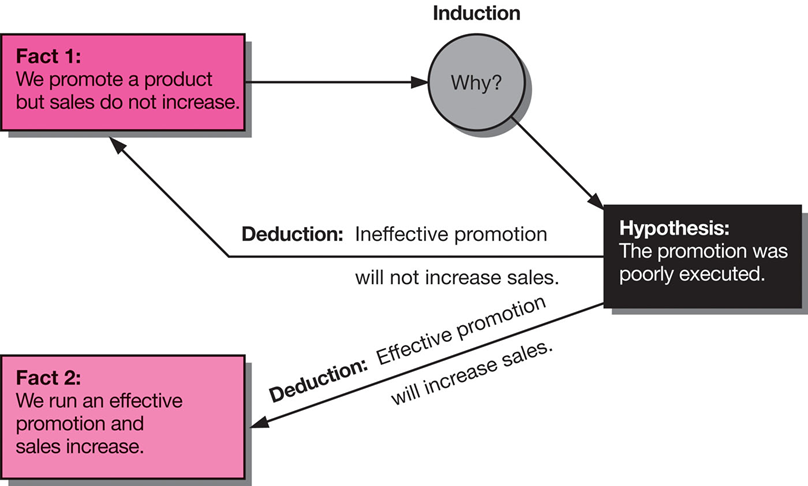 Induction
Fact 1:
We promote a product
but sales do not increase.
Why?
Hypothesis:
The promotion was
poorly executed.
Deduction: Ineffective promotion
will not increase sales.
Deduction: Effective promotion
will increase sales.
Fact 2:
We run an effective
promotion and
sales increase.